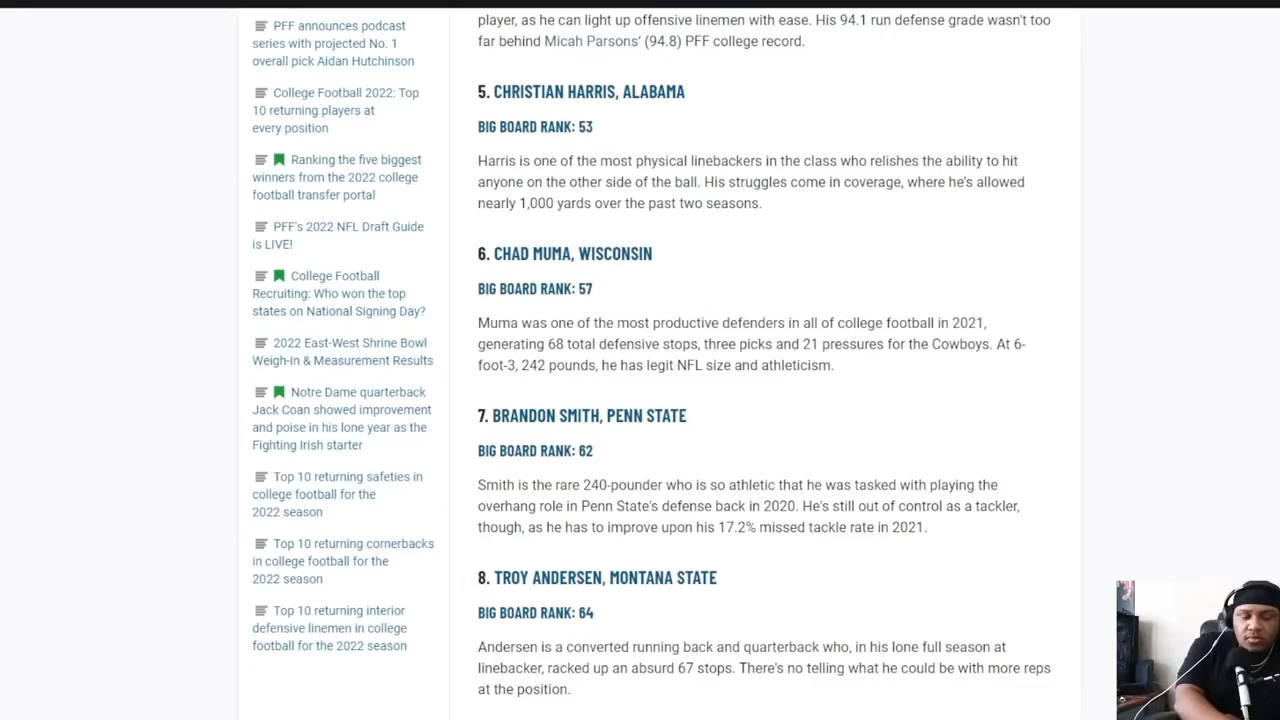 PFF announces podcast
series with projected No. 1
overall pick Aidan Hutchinson
College Football 2022: Top
10 returning players at
every position
Ranking the five biggest
winners from the 2022 college
football transfer portal
PFF's 2022 NFL Draft Guide
is LIVE!
College Football
Recruiting: Who won the top
states on National Signing Day?
2022 East-West Shrine Bowl
Weigh-In & Measurement Results
Notre Dame quarterback
Jack Coan showed improvement
and poise in his lone year as the
Fighting Irish starter
Top 10 returning safeties in
college football for the
2022 season
Top 10 returning cornerbacks
in college football for the
2022 season
Top 10 returning interior
defensive linemen in college
football for the 2022 season
player, as he can light up offensive linemen with ease. His 94.1 run defense grade wasn't too
far behind Micah Parsons' (94.8) PFF college record.
5. CHRISTIAN HARRIS, ALABAMA
BIG BOARD RANK: 53
Harris is one of the most physical linebackers in the class who relishes the ability to hit
anyone on the other side of the ball. His struggles come in coverage, where he's allowed
nearly 1,000 yards over the past two seasons.
6. CHAD MUMA, WISCONSIN
BIG BOARD RANK: 57
Muma was one of the most productive defenders in all of college football in 2021,
generating 68 total defensive stops, three picks and 21 pressures for the Cowboys. At 6-
foot-3, 242 pounds, he has legit NFL size and athleticism.
7. BRANDON SMITH, PENN STATE
BIG BOARD RANK: 62
Smith is the rare 240-pounder who is so athletic that he was tasked with playing the
overhang role in Penn State's defense back in 2020. He's still out of control as a tackler,
though, as he has to improve upon his 17.2% missed tackle rate in 2021.
8. TROY ANDERSEN, MONTANA STATE
BIG BOARD RANK: 64
Andersen is a converted running back and quarterback who, in his lone full season at
linebacker, racked up an absurd 67 stops. There's no telling what he could be with more reps
at the position.